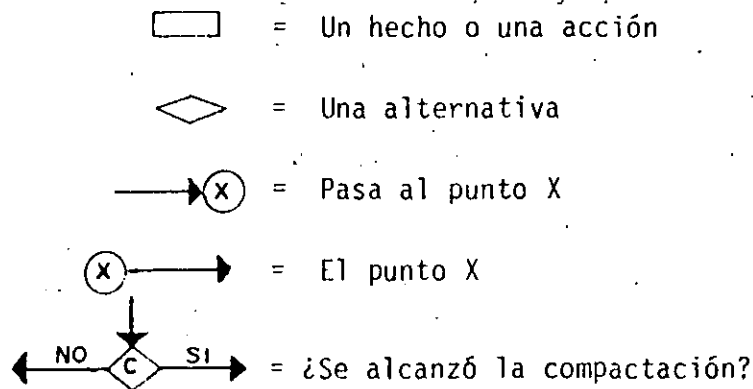 = Un hecho o una acción
= Una alternativa
X = Pasa al punto X
X = El punto X
NO C SI = ¿Se alcanzó la compactación?